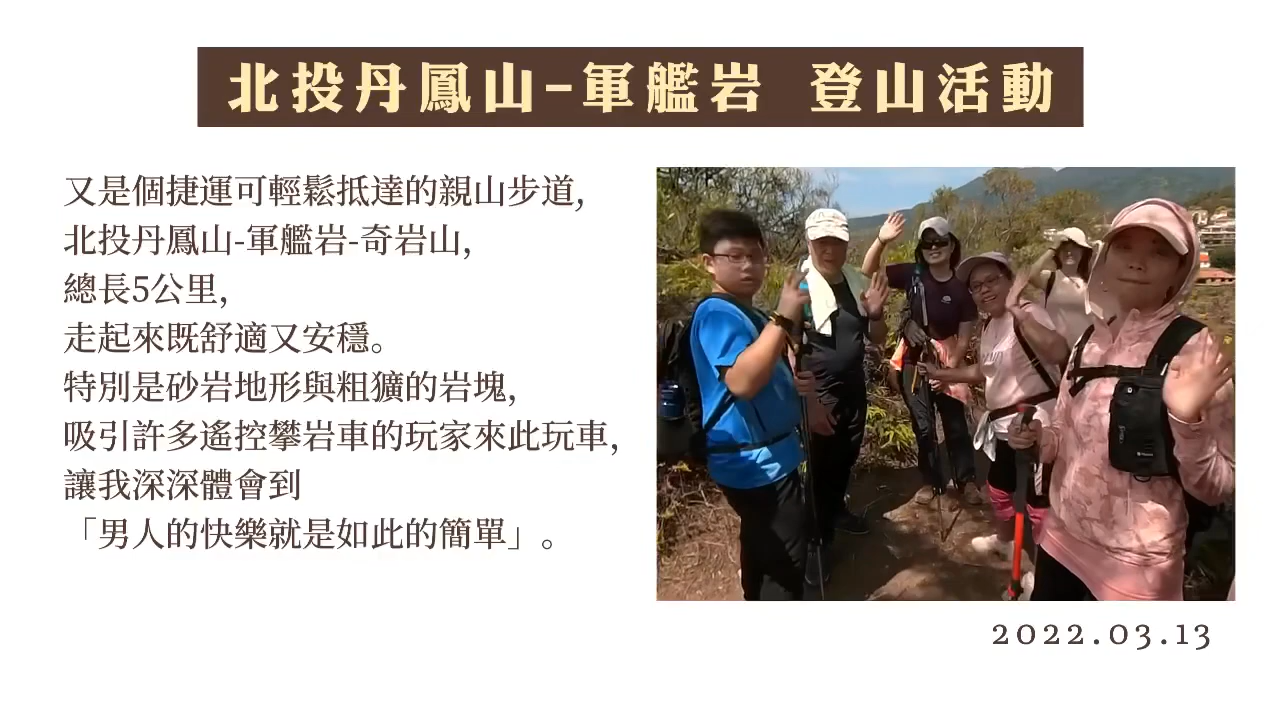 北投丹鳳山-軍艦岩 登山活動
又是個捷運可輕鬆抵達的親山步道,
北投丹鳳山-軍艦岩-奇岩山,
總長5公里,
走起來既舒適又安穩。
特別是砂岩地形與粗獷的岩塊,
吸引許多遙控攀岩車的玩家來此玩車,
讓我深深體會到
「男人的快樂就是如此的簡單」。
2022.03.13